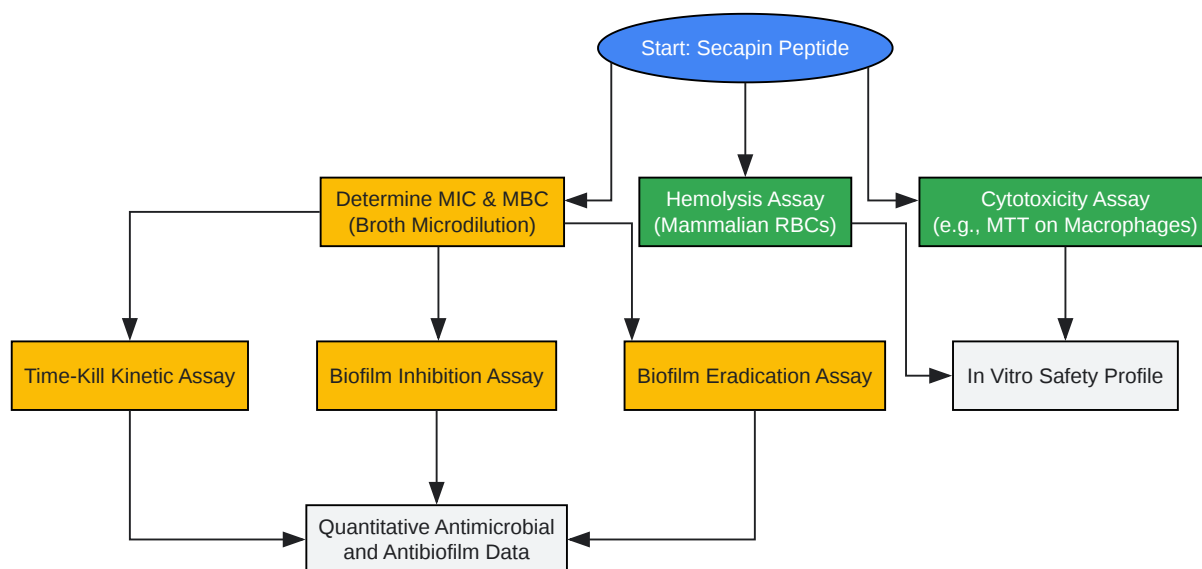 Start: Secapin Peptide
Determine MIC & MBC
(Broth Microdilution)
Hemolysis Assay
(Mammalian RBCs)
Cytotoxicity Assay
(e.g., MTT on Macrophages)
Time-Kill Kinetic Assay
Biofilm Inhibition Assay
Biofilm Eradication Assay
In Vitro Safety Profile
Quantitative Antimicrobial
and Antibiofilm Data